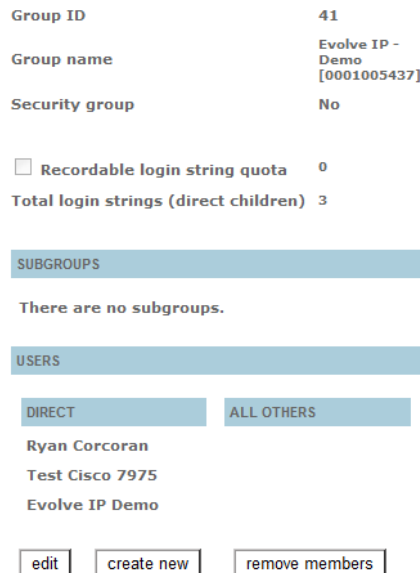 Group ID 41
Group name Evolve IP -
Demo
[0001005437]
Security group No
Recordable login string quota 0
Total login strings (direct children) 3
SUBGROUPS
There are no subgroups.
USERS
DIRECT ALL OTHERS
Ryan Corcoran
Test Cisco 7975
Evolve IP Demo
edit create new remove members